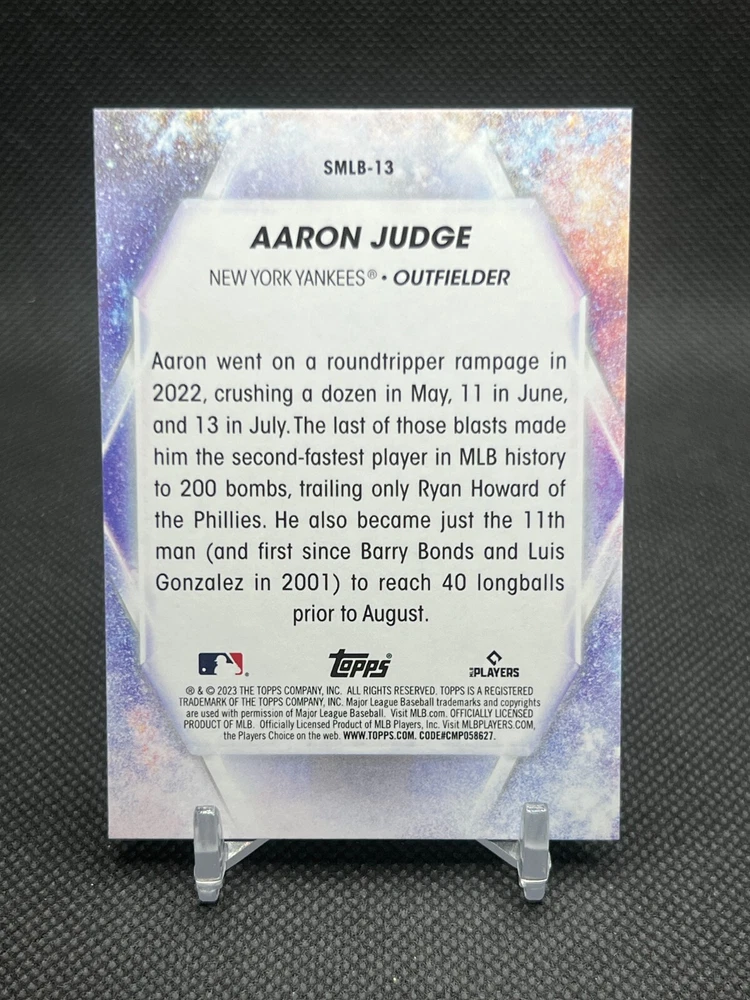 SMLB-13
AARON JUDGE
NEW YORK YANKEES® • OUTFIELDER
Aaron went on a roundtripper rampage in
2022, crushing a dozen in May, 11 in June,
and 13 in July. The last of those blasts made
him the second-fastest player in MLB history
to 200 bombs, trailing only Ryan Howard of
the Phillies. He also became just the 11th
man (and first since Barry Bonds and Luis
Gonzalez in 2001) to reach 40 longballs
prior to August.
topps® PLAYERS
® & © 2023 THE TOPPS COMPANY, INC. ALL RIGHTS RESERVED. TOPPS IS A REGISTERED
TRADEMARK OF THE TOPPS COMPANY, INC. Major League Baseball trademarks and copyrights
are used with permission of Major League Baseball. Visit MLB.com. OFFICIALLY LICENSED
PRODUCT OF MLB. Officially Licensed Product of MLB Players, Inc. Visit MLBPLAYERS.COM,
the Players Choice on the web. WWW.TOPPS.COM. CODE#CMP058627.